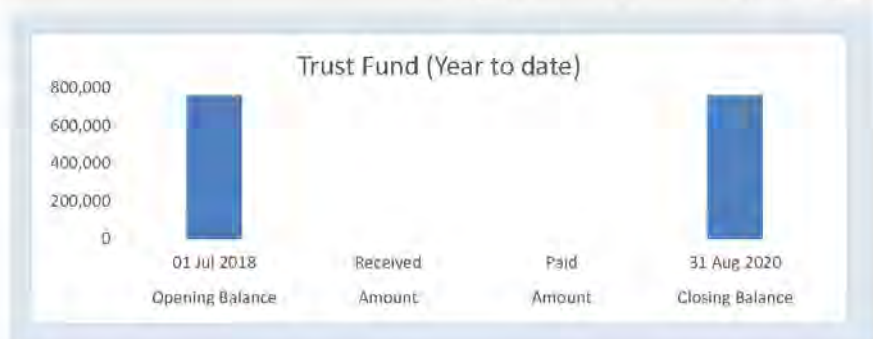 Trust Fund (Year to date)
800,000
600,000
400,000
200,000
0
01 Jul 2018 Received Paid 31 Aug 2020
Opening Balance Amount Amount Closing Balance